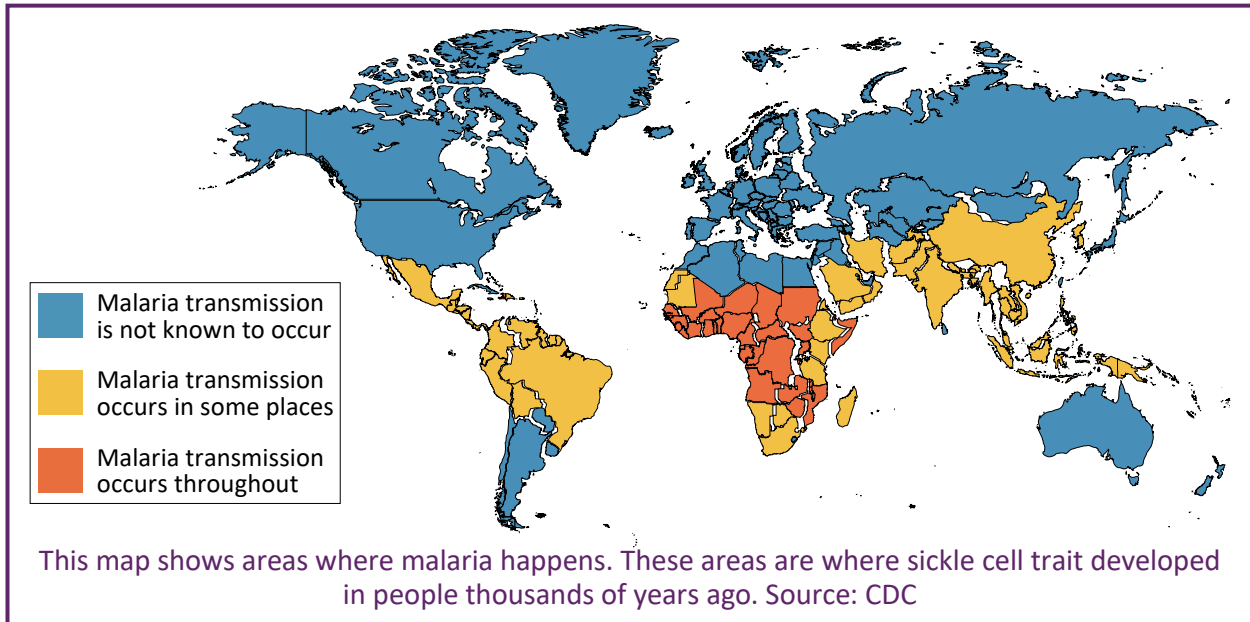 Malaria transmission
is not known to occur
Malaria transmission
occurs in some places
Malaria transmission
occurs throughout
This map shows areas where malaria happens. These areas are where sickle cell trait developed
in people thousands of years ago. Source: CDC